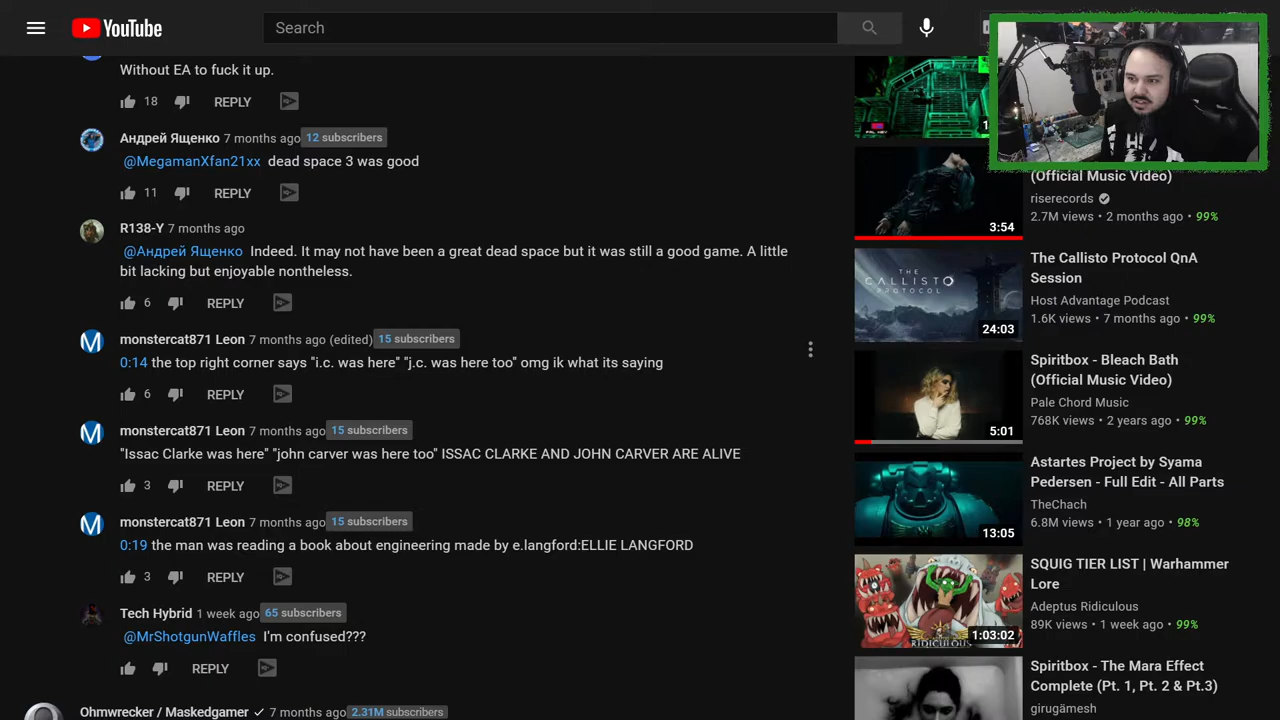 YouTube
Search
Without EA to fuck it up.
18 REPLY
Андрей Ященко 7 months ago 12 subscribers
@MegamanXfan21xx dead space 3 was good
11 REPLY
R138-Y 7 months ago
@Андрей Ященко Indeed. It may not have been a great dead space but it was still a good game. A little
bit lacking but enjoyable nontheless.
6 REPLY
monstercat871 Leon 7 months ago (edited) 15 subscribers
0:14 the top right corner says "i.c. was here" "j.c. was here too" omg ik what its saying
6 REPLY
monstercat871 Leon 7 months ago 15 subscribers
"Issac Clarke was here" "john carver was here too" ISSAC CLARKE AND JOHN CARVER ARE ALIVE
3 REPLY
monstercat871 Leon 7 months ago 15 subscribers
0:19 the man was reading a book about engineering made by e.langford:ELLIE LANGFORD
3 REPLY
Tech Hybrid 1 week ago 65 subscribers
@MrShotgunWaffles I'm confused???
REPLY
Ohmwrecker / Maskedgamer 7 months ago 2.31M subscribers
(Official Music Video)
riserecords
2.7M views • 2 months ago • 99%
3:54
The Callisto Protocol QnA
Session
Host Advantage Podcast
1.6K views • 7 months ago • 99%
THE
CALLISTO
PROTOCOL
24:03
Spiritbox - Bleach Bath
(Official Music Video)
Pale Chord Music
768K views • 2 years ago • 99%
5:01
Astartes Project by Syama
Pedersen - Full Edit - All Parts
TheChach
6.8M views • 1 year ago • 98%
13:05
SQUIG TIER LIST | Warhammer
Lore
Adeptus Ridiculous
89K views • 1 week ago • 99%
RIDICULOUS
1:03:02
Spiritbox - The Mara Effect
Complete (Pt. 1, Pt. 2 & Pt.3)
girugämesh